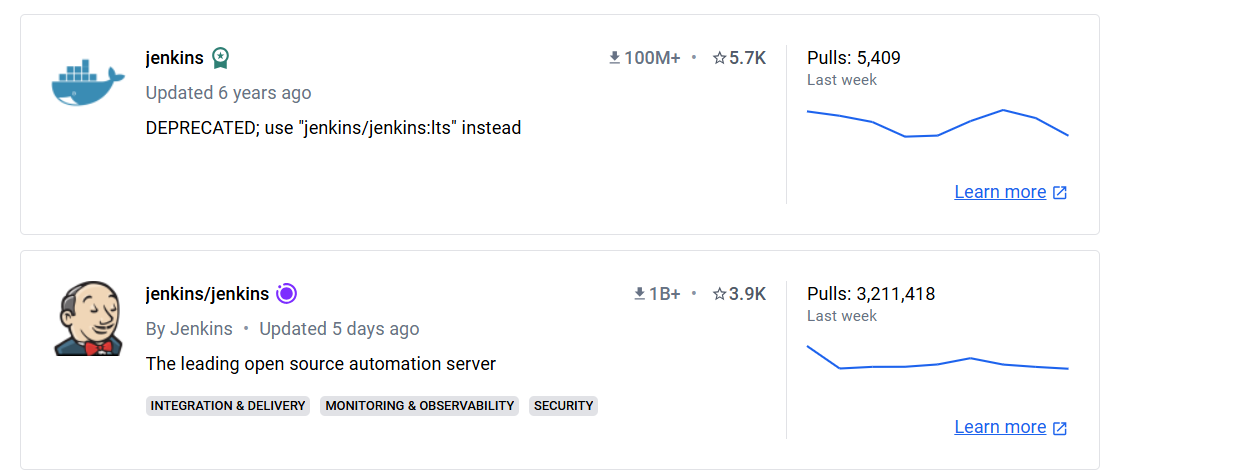 jenkins
100M+ • 5.7K
Updated 6 years ago
DEPRECATED; use "jenkins/jenkins:lts" instead
Pulls: 5,409
Last week
Learn more
jenkins/jenkins
1B+ • 3.9K
By Jenkins • Updated 5 days ago
The leading open source automation server
INTEGRATION & DELIVERY MONITORING & OBSERVABILITY SECURITY
Pulls: 3,211,418
Last week
Learn more